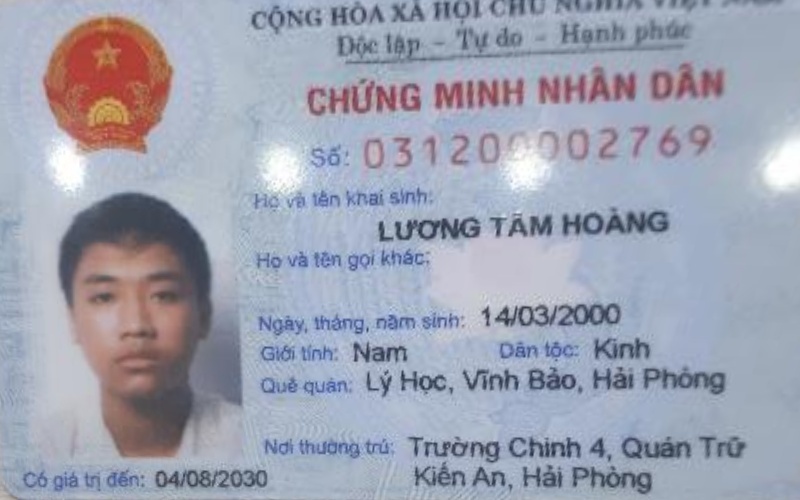 CỘNG HÒA XÃ HỘI CHỦ NGHĨA VIỆT NAM
Độc lập – Tự do – Hạnh phúc
CHỨNG MINH NHÂN DÂN
Số: 031200002769
Họ và tên khai sinh:
LƯƠNG TÂM HOÀNG
Họ và tên gọi khác:
Ngày, tháng, năm sinh: 14/03/2000
Giới tính: Nam Dân tộc: Kinh
Quê quán: Lý Học, Vĩnh Bảo, Hải Phòng
Nơi thường trú: Trường Chinh 4, Quán Trữ
Kiến An, Hải Phòng
Có giá trị đến: 04/08/2030